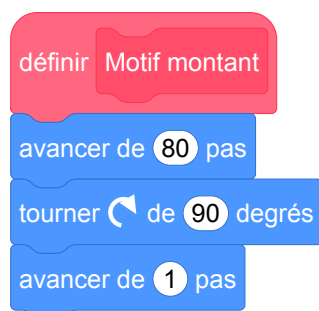 définir Motif montant
avancer de 80 pas
tourner de 90 degrés
avancer de 1 pas